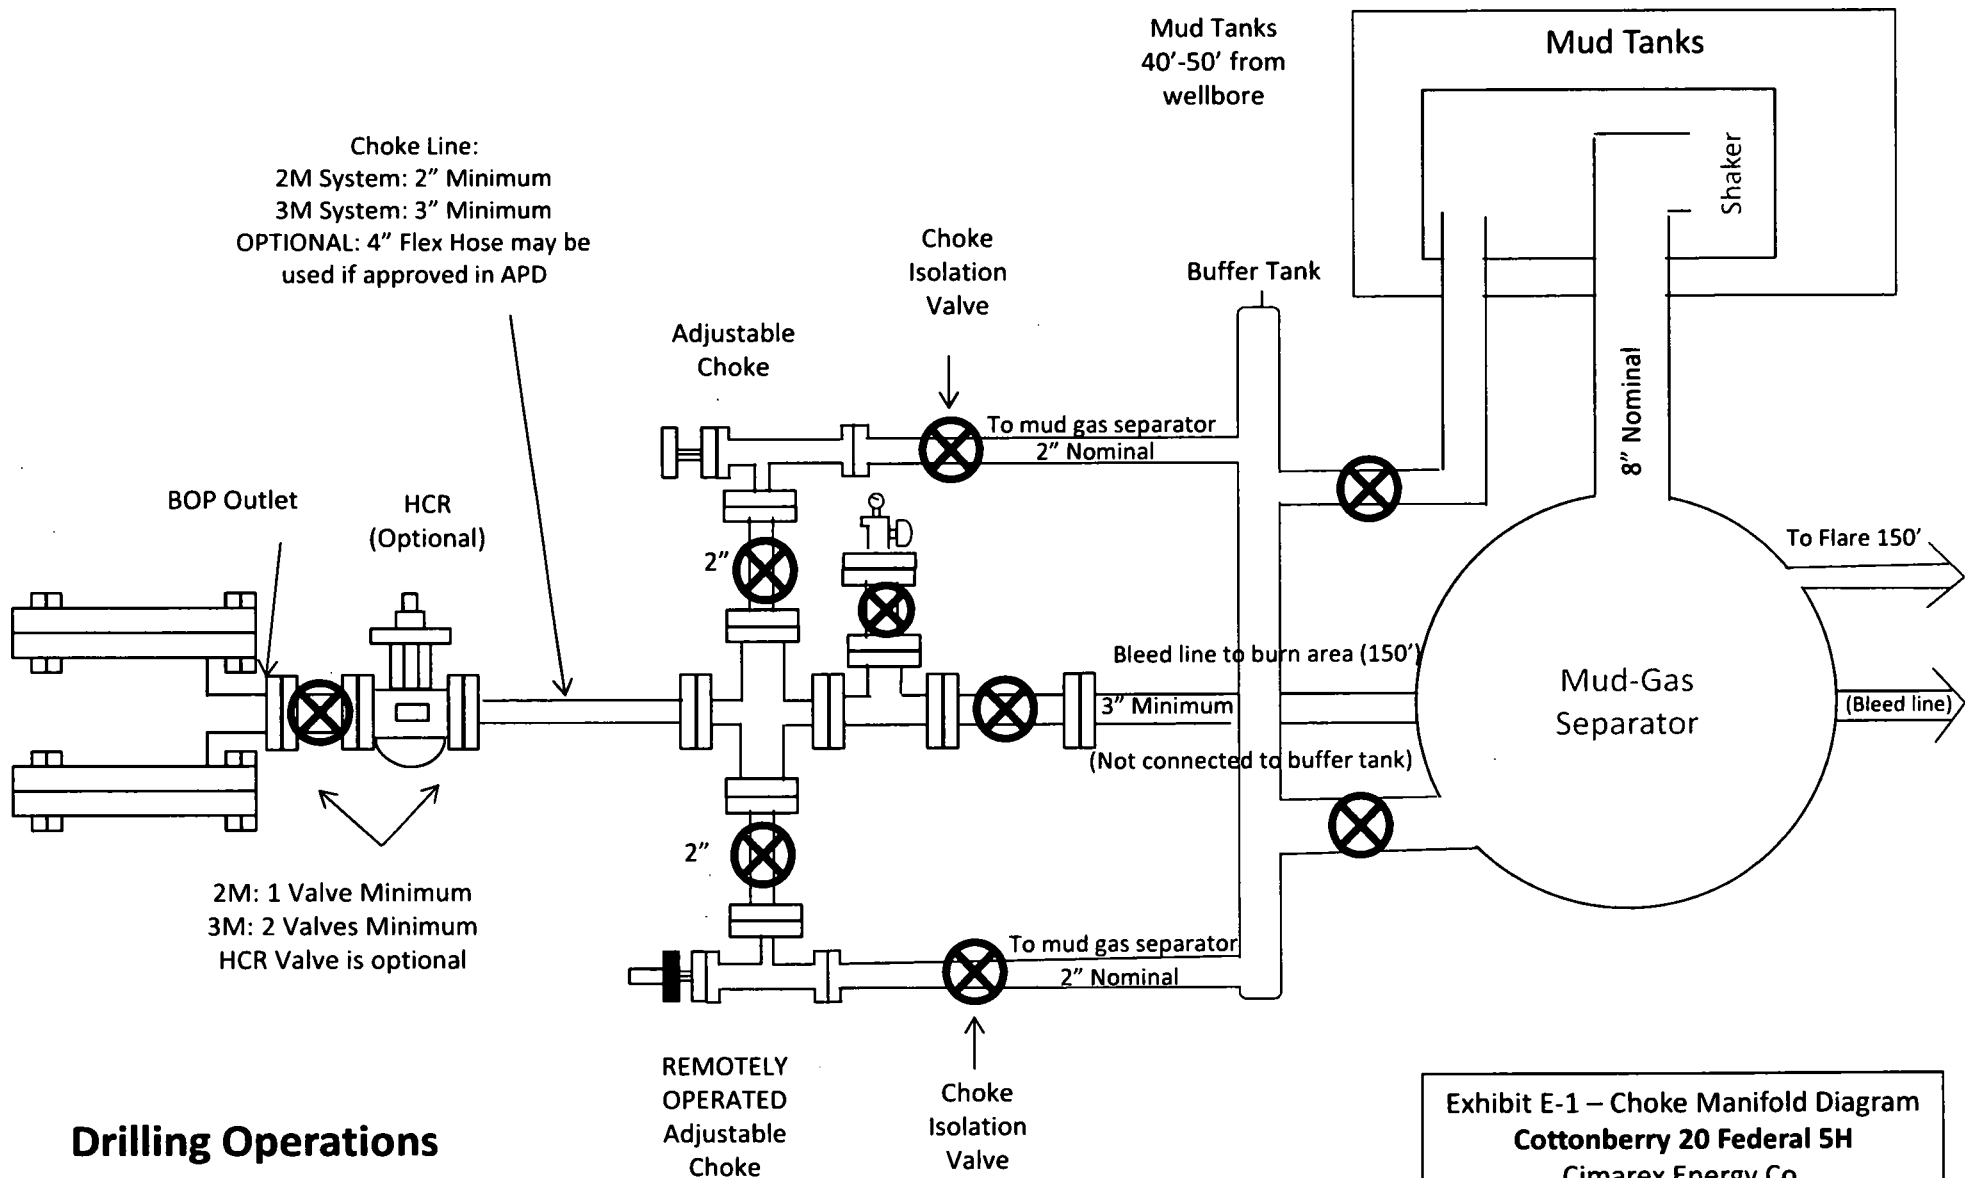 Mud Tanks
40'-50' from
wellbore
Mud Tanks
Shaker
Choke Line:
2M System: 2" Minimum
3M System: 3" Minimum
OPTIONAL: 4" Flex Hose may be
used if approved in APD
Choke
Isolation
Valve
Buffer Tank
Adjustable
Choke
To mud gas separator
2" Nominal
8" Nominal
BOP Outlet
HCR
(Optional)
2"
To Flare 150'
Bleed line to burn area (150')
3" Minimum
(Not connected to buffer tank)
Mud-Gas
Separator
(Bleed line)
2"
2M: 1 Valve Minimum
3M: 2 Valves Minimum
HCR Valve is optional
To mud gas separator
2" Nominal
REMOTELY
OPERATED
Adjustable
Choke
Choke
Isolation
Valve
Drilling Operations
Exhibit E-1 – Choke Manifold Diagram
Cottonberry 20 Federal 5H
Cimarex Energy Co.